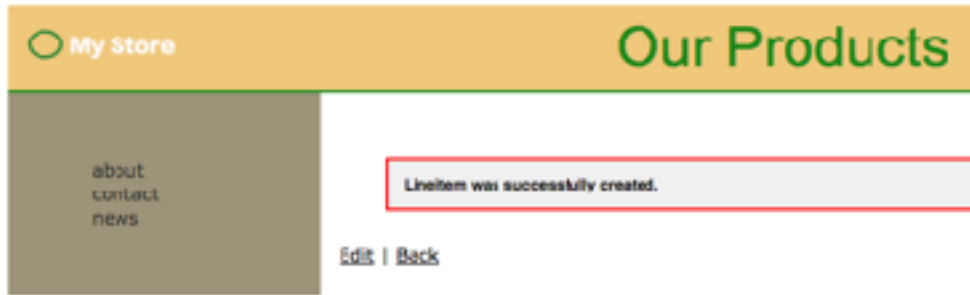 My Store
Our Products
about
contact
news
Lineitem was successfully created.
Edit | Back